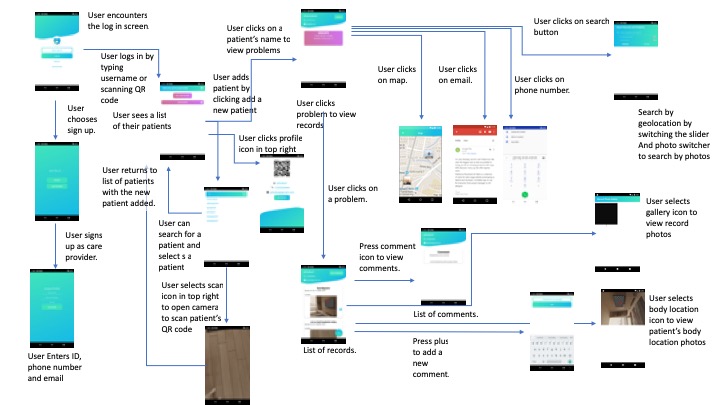 User encounters
the log in screen
User clicks on a
patient's name to
view problems
User clicks on search
button
User logs in by
typing
username or
scanning QR
code
User adds
patient by
clicking add a
new patient
User clicks
on map.
User clicks
on email.
User clicks on
phone number.
User
chooses
sign up.
User sees a list
of their patients
User clicks
problem to view
records
Search by
geolocation by
switching the slider
And photo switcher
to search by photos
User clicks profile
icon in top right
User returns to
list of patients
with the new
patient added.
User clicks on
a problem.
User selects
gallery icon to
view record
photos
User signs
up as care
provider.
User can
search for a
patient and
select s a
patient
Press comment
icon to view
comments.
User selects scan
icon in top right
to open camera
to scan patient's
QR code
List of comments.
User selects
body location
icon to view
patient's body
location photos
List of records.
Press plus
to add a
new
comment.
User Enters ID,
phone number
and email